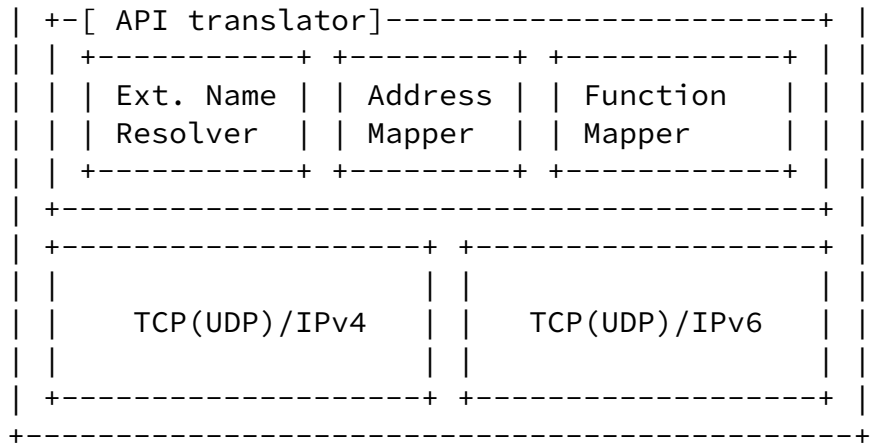 | +-[ API translator]------------------------+ |
| | +-----------+ +---------+ +------------+ | |
| | | Ext. Name | | Address | | Function   | | |
| | | Resolver  | | Mapper  | | Mapper     | | |
| | +-----------+ +---------+ +------------+ | |
| +------------------------------------------+ |
| +--------------------+ +-------------------+ |
| |                    | |                   | |
| |    TCP(UDP)/IPv4   | |   TCP(UDP)/IPv6   | |
| |                    | |                   | |
| +--------------------+ +-------------------+ |
+----------------------------------------------+